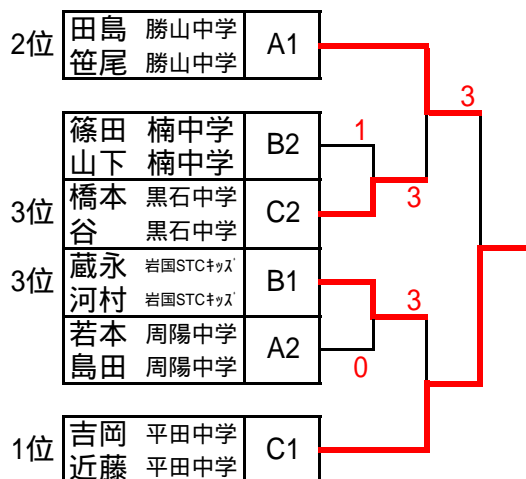 2位 田島 勝山中学 A1
笹尾 勝山中学
3
篠田 楠中学 B2 1
山下 楠中学
3位 橋本 黒石中学 C2 3
谷 黒石中学
3位 蔵永 岩国STCキッズ B1 3
河村 岩国STCキッズ
若本 周陽中学 A2 0
島田 周陽中学
1位 吉岡 平田中学 C1
近藤 平田中学